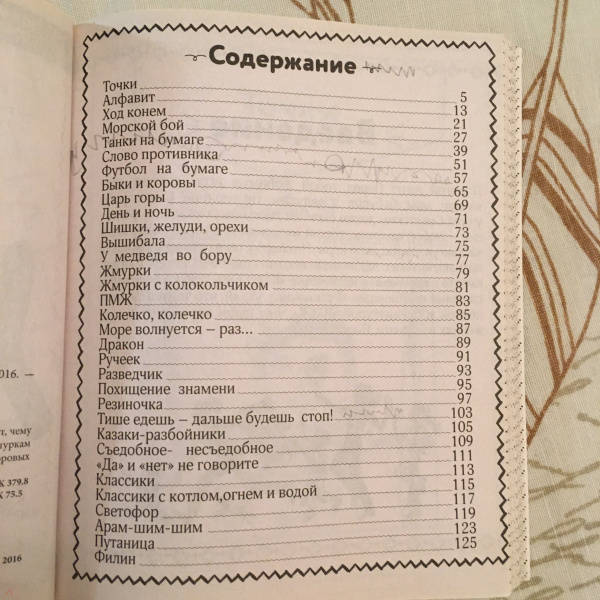 016. —
т, чему
туркам
оровых
К 379.8
К 75.5
2016
Содержание
Точки 5
Алфавит 13
Ход конем 21
Морской бой 27
Танки на бумаге 39
Слово противника 51
Футбол на бумаге 57
Быки и коровы 65
Царь горы 69
День и ночь 71
Шишки, желуди, орехи 73
Вышибала 75
У медведя во бору 77
Жмурки 79
Жмурки с колокольчиком 81
ПМЖ 83
Колечко, колечко 85
Море волнуется – раз... 87
Дракон 89
Ручеек 91
Разведчик 93
Похищение знамени 95
Резиночка 97
Тише едешь – дальше будешь стоп! 103
Казаки-разбойники 105
Съедобное- несъедобное 109
«Да» и «нет» не говорите 111
Классики 113
Классики с котлом,огнем и водой 115
Светофор 117
Арам-шим-шим 119
Путаница 123
Филин 125